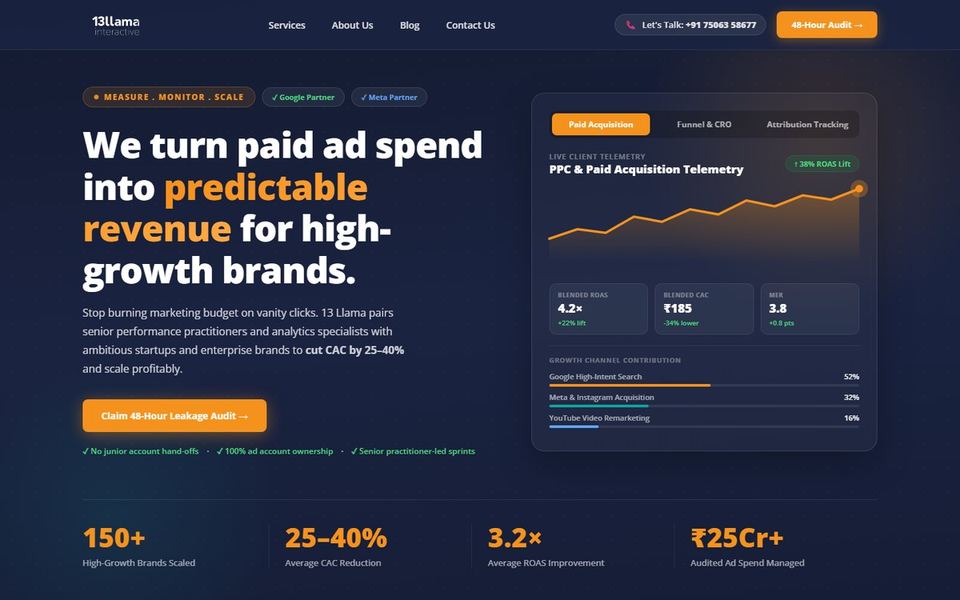 13llama
interactive
Services
About Us
Blog
Contact Us
Let's Talk: +91 75063 58677
48-Hour Audit →
MEASURE . MONITOR . SCALE
✓ Google Partner
✓ Meta Partner
We turn paid ad spend
into predictable
revenue for high-
growth brands.
Stop burning marketing budget on vanity clicks. 13 Llama pairs
senior performance practitioners and analytics specialists with
ambitious startups and enterprise brands to cut CAC by 25–40%
and scale profitably.
Claim 48-Hour Leakage Audit →
✓ No junior account hand-offs · ✓ 100% ad account ownership · ✓ Senior practitioner-led sprints
Paid Acquisition
Funnel & CRO
Attribution Tracking
LIVE CLIENT TELEMETRY
PPC & Paid Acquisition Telemetry
↑ 38% ROAS Lift
BLENDED ROAS
4.2×
+22% lift
BLENDED CAC
₹185
-34% lower
MER
3.8
+0.8 pts
GROWTH CHANNEL CONTRIBUTION
Google High-Intent Search 52%
Meta & Instagram Acquisition 32%
YouTube Video Remarketing 16%
150+
High-Growth Brands Scaled
25–40%
Average CAC Reduction
3.2×
Average ROAS Improvement
₹25Cr+
Audited Ad Spend Managed